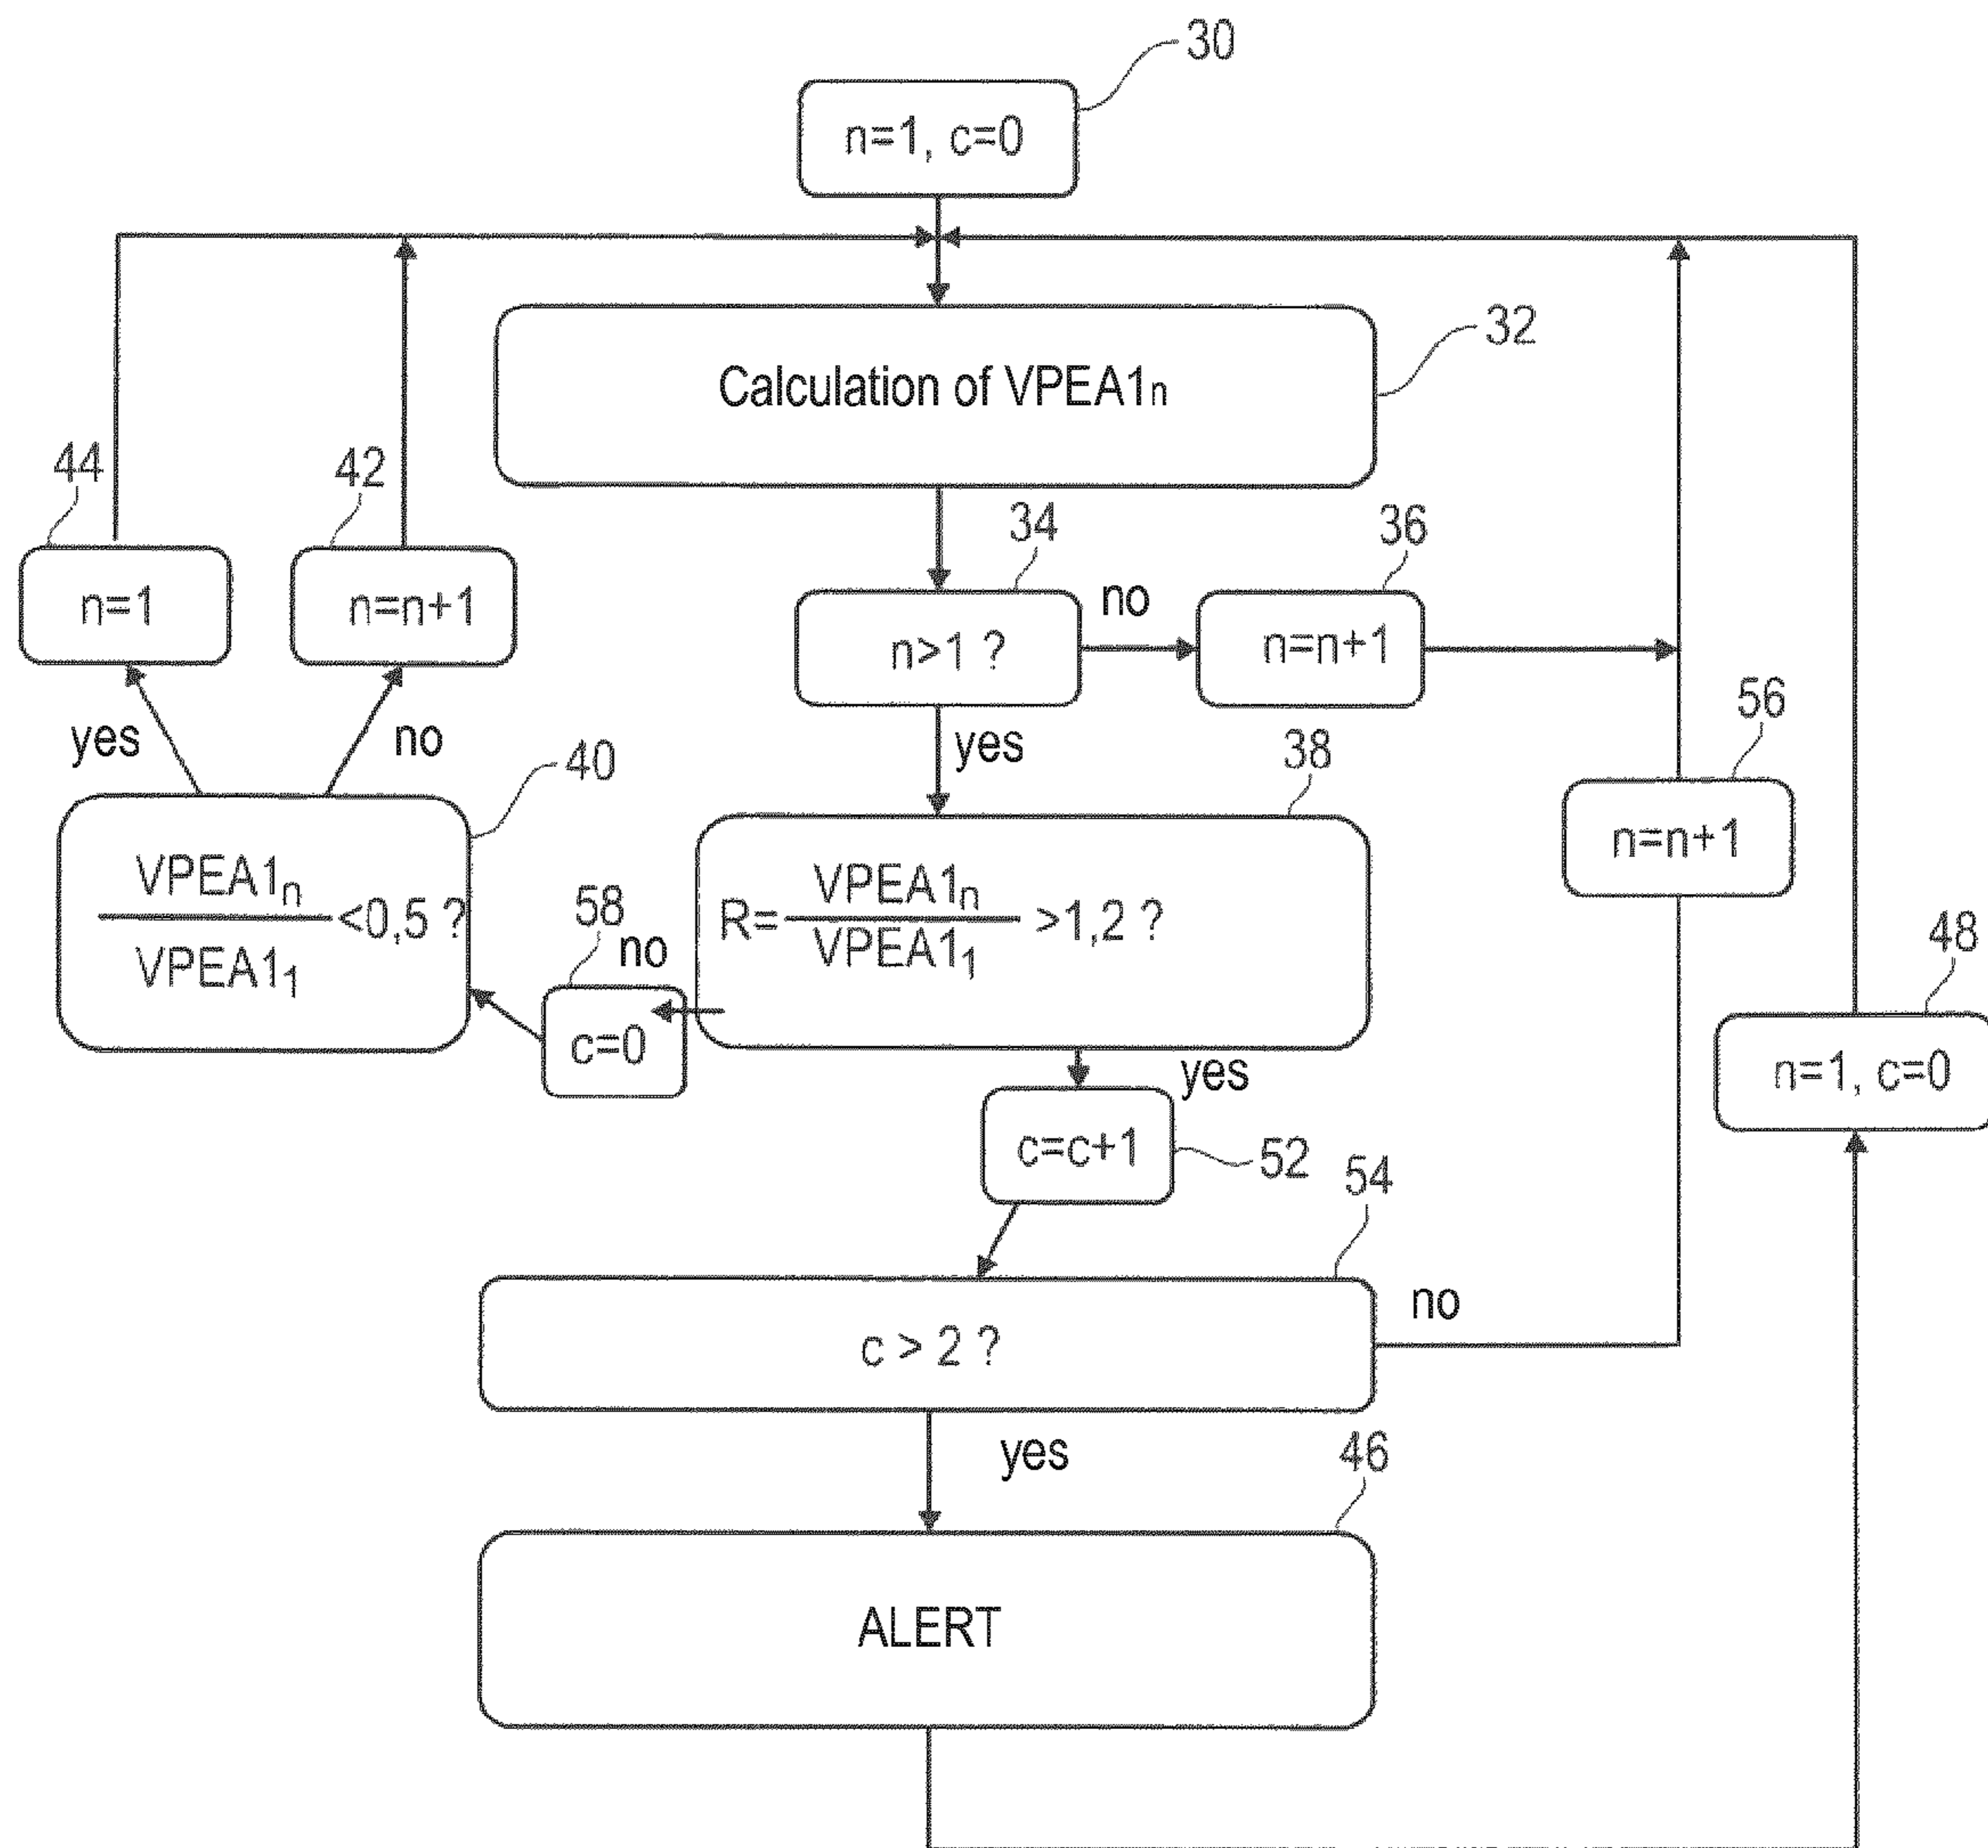 30
n=1, c=0
32
Calculation of VPEA1n
44
42
34
36
n=1
n=n+1
n>1 ?
no
n=n+1
yes
no
yes
56
40
38
n=n+1
VPEA1n
VPEA11
<0,5 ?
58
no
R=
VPEA1n
VPEA11
>1,2 ?
48
c=0
n=1, c=0
yes
c=c+1
52
54
c > 2 ?
no
yes
46
ALERT